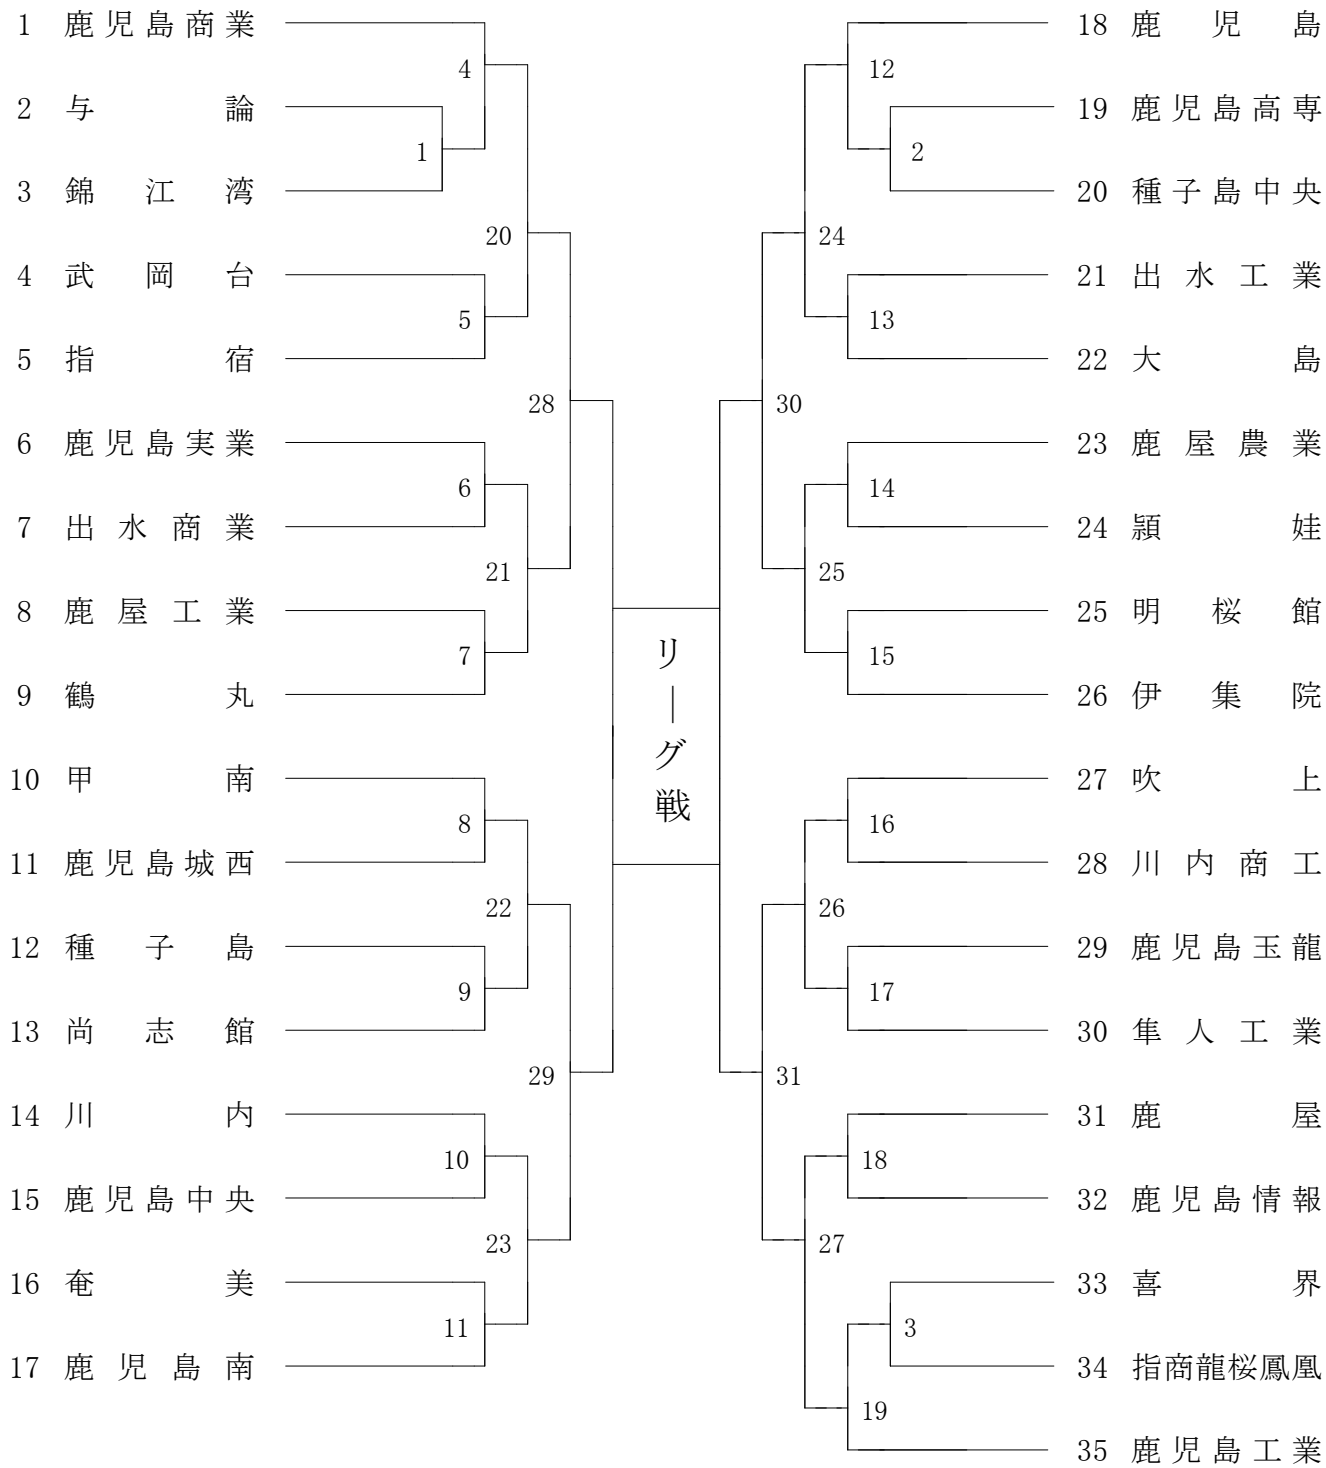 1 鹿児島商業
2 与論
3 錦江湾
4 武岡台
5 指宿
6 鹿児島実業
7 出水商業
8 鹿屋工業
9 鶴丸
10 甲南
11 鹿児島城西
12 種子島
13 尚志館
14 川内
15 鹿児島中央
16 奄美
17 鹿児島南
4
1
20
5
28
6
21
7
8
22
9
29
10
23
11
リーグ戦
12
2
24
13
30
14
25
15
16
26
17
31
18
27
3
19
18 鹿児島
19 鹿児島高専
20 種子島中央
21 出水工業
22 大島
23 鹿屋農業
24 頴娃
25 明桜館
26 伊集院
27 吹上
28 川内商工
29 鹿児島玉龍
30 隼人工業
31 鹿屋
32 鹿児島情報
33 喜界
34 指商龍桜鳳凰
35 鹿児島工業